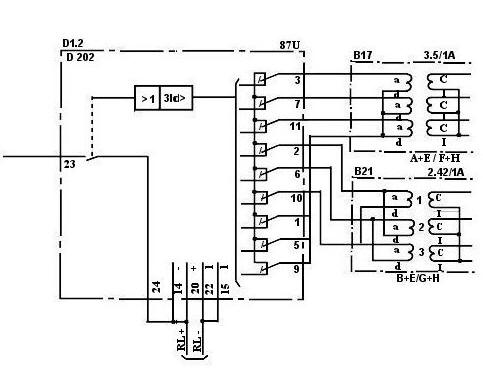 D1.2
D 202
87U
B17
3.5/1A
>1
3Id>
3
7
11
2
6
10
1
5
9
23
a
C
a
C
a
C
d
d
d
I
I
I
A+E / F+H
B21
2.42/1A
a
1
C
d
I
a
2
C
d
I
a
3
C
d
I
B+E/G+H
24
14 -
20 +
22 1
15 1
RL +
RL -